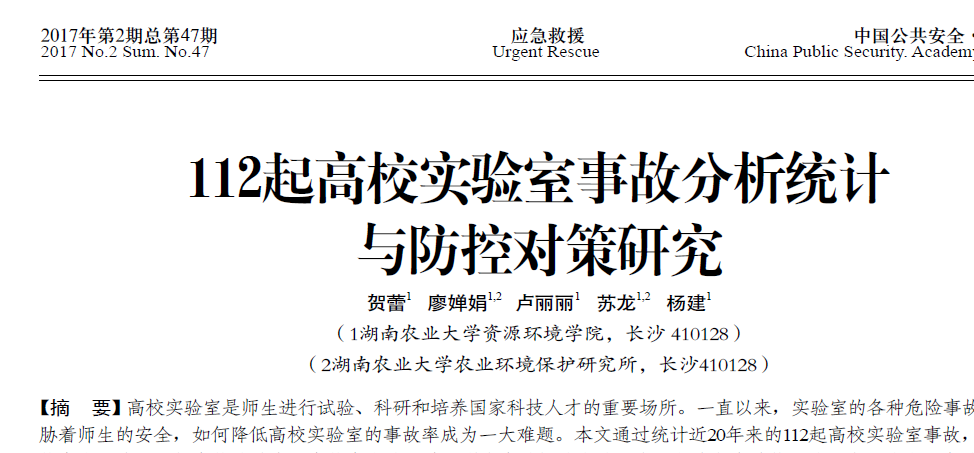 2017年第2期总第47期 应急救援 中国公共安全·
2017 No.2 Sum. No.47 Urgent Rescue China Public Security. Academy
112起高校实验室事故分析统计
与防控对策研究
贺蕾1 廖婵娟1,2 卢丽丽1 苏龙1,2 杨建1
（1湖南农业大学资源环境学院，长沙 410128）
（2湖南农业大学农业环境保护研究所，长沙410128）
【摘 要】高校实验室是师生进行试验、科研和培养国家科技人才的重要场所。一直以来，实验室的各种危险事故
胁着师生的安全，如何降低高校实验室的事故率成为一大难题。本文通过统计近20年来的112起高校实验室事故，